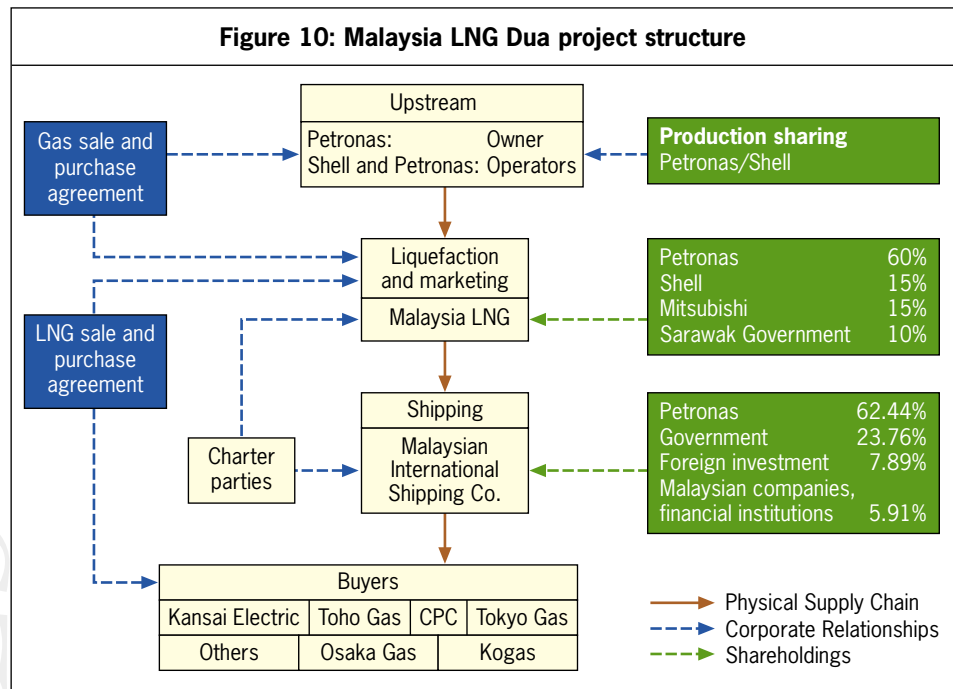 Figure 10: Malaysia LNG Dua project structure
Upstream
Petronas: Owner
Shell and Petronas: Operators
Gas sale and
purchase
agreement
Production sharing
Petronas/Shell
Liquefaction
and marketing
Malaysia LNG
Petronas 60%
Shell 15%
Mitsubishi 15%
Sarawak Government 10%
LNG sale and
purchase
agreement
Charter
parties
Shipping
Malaysian
International
Shipping Co.
Petronas 62.44%
Government 23.76%
Foreign investment 7.89%
Malaysian companies,
financial institutions 5.91%
Buyers
Kansai Electric Toho Gas CPC Tokyo Gas
Others Osaka Gas Kogas
Physical Supply Chain
Corporate Relationships
Shareholdings